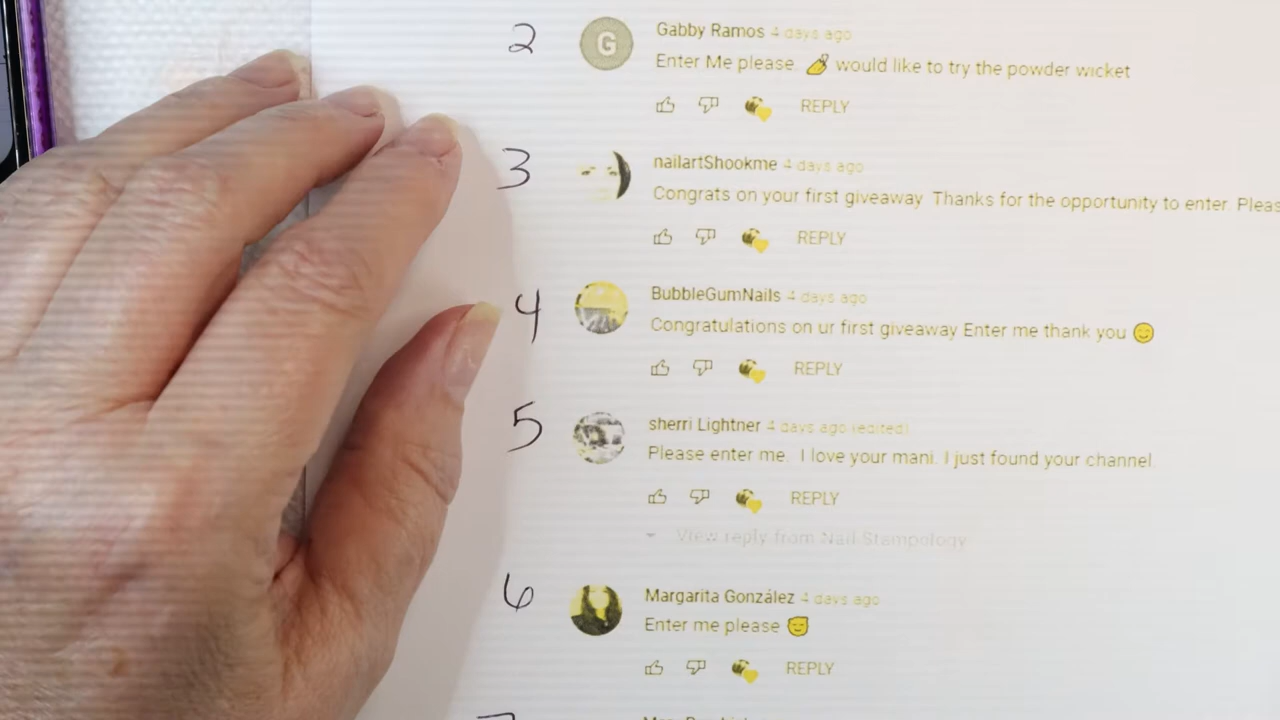 2
G
Gabby Ramos 4 days ago
Enter Me please. 💅 would like to try the powder wicket
REPLY
3
nailartShookme 4 days ago
Congrats on your first giveaway Thanks for the opportunity to enter. Pleas
REPLY
4
BubbleGumNails 4 days ago
Congratulations on ur first giveaway Enter me thank you 😊
REPLY
5
sherri Lightner 4 days ago (edited)
Please enter me. I love your mani. I just found your channel.
REPLY
View reply from Nail Stampology
6
Margarita González 4 days ago
Enter me please 😇
REPLY